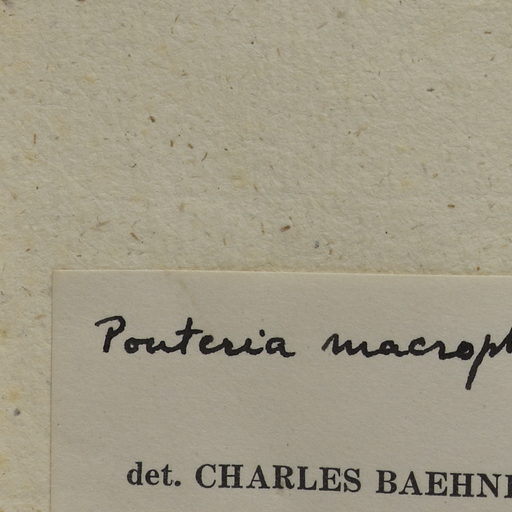 Pouteria macroph
det. CHARLES BAEHNI